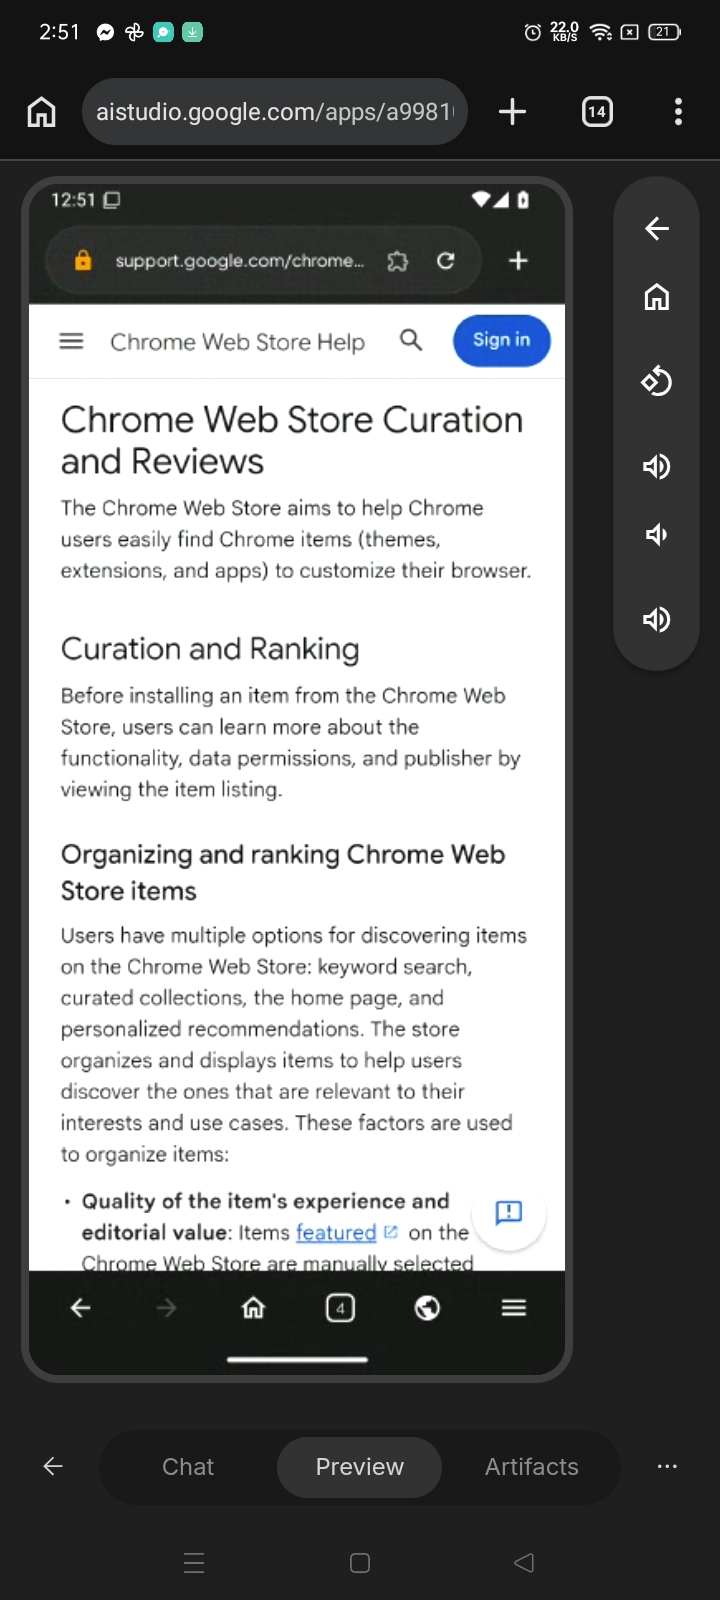 2:51
22.0
KB/S
21
aistudio.google.com/apps/a9981
14
12:51
support.google.com/chrome...
Chrome Web Store Help
Sign in
Chrome Web Store Curation
and Reviews
The Chrome Web Store aims to help Chrome
users easily find Chrome items (themes,
extensions, and apps) to customize their browser.
Curation and Ranking
Before installing an item from the Chrome Web
Store, users can learn more about the
functionality, data permissions, and publisher by
viewing the item listing.
Organizing and ranking Chrome Web
Store items
Users have multiple options for discovering items
on the Chrome Web Store: keyword search,
curated collections, the home page, and
personalized recommendations. The store
organizes and displays items to help users
discover the ones that are relevant to their
interests and use cases. These factors are used
to organize items:
• Quality of the item's experience and
editorial value: Items featured on the
Chrome Web Store are manually selected
4
Chat
Preview
Artifacts